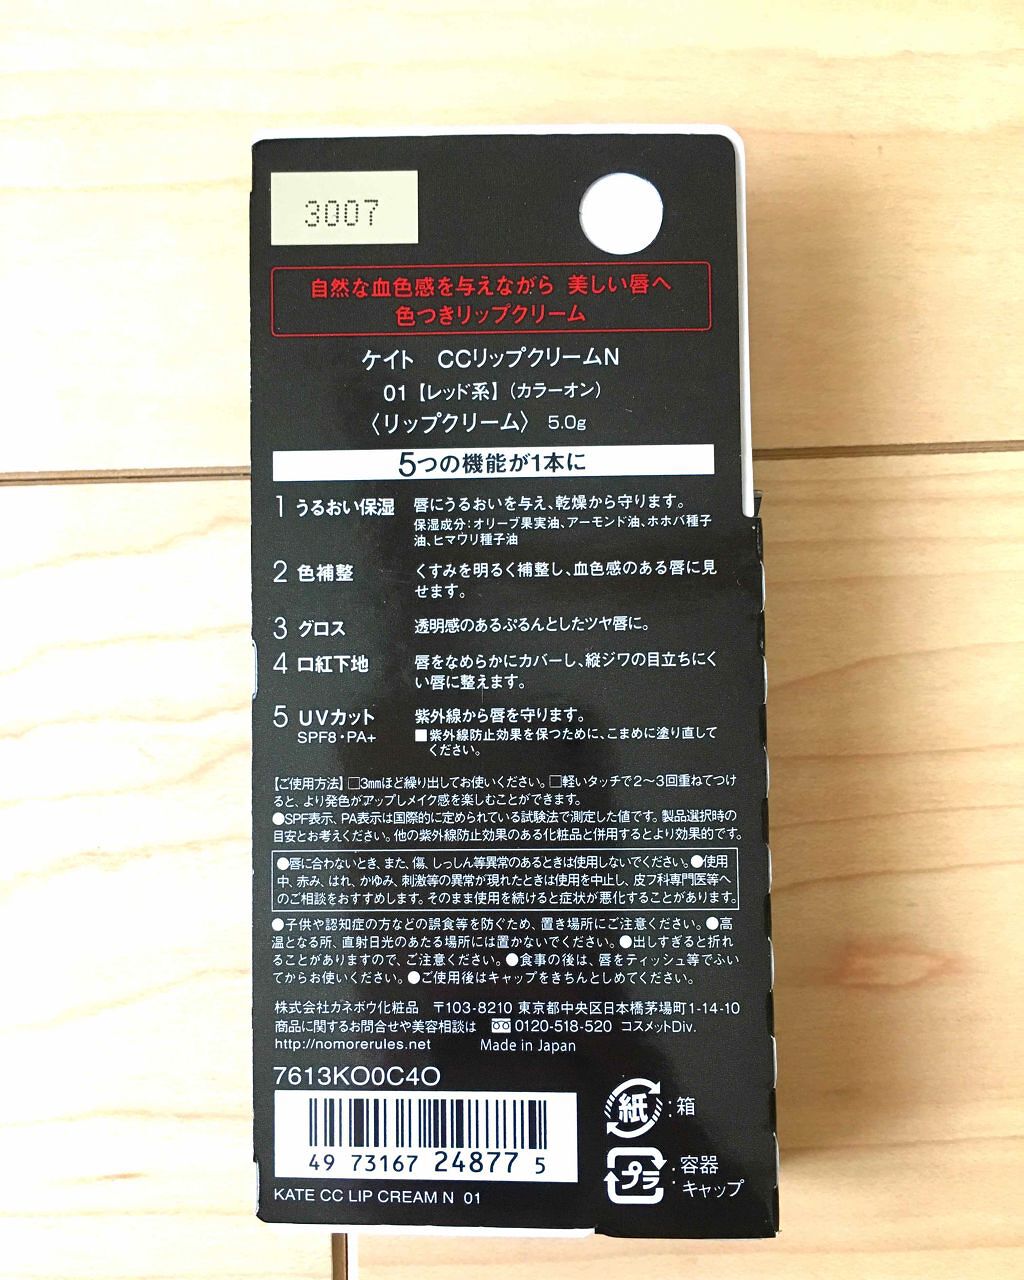 3007
自然な血色感を与えながら 美しい唇へ
色つきリップクリーム
ケイト CCリップクリームN
01【レッド系】（カラーオン）
〈リップクリーム〉 5.0g
5つの機能が1本に
1 うるおい保湿 唇にうるおいを与え、乾燥から守ります。
保湿成分：オリーブ果実油、アーモンド油、ホホバ種子
油、ヒマワリ種子油
2 色補整 くすみを明るく補整し、血色感のある唇に見
せます。
3 グロス 透明感のあるぷるんとしたツヤ唇に。
4 口紅下地 唇をなめらかにカバーし、縦ジワの目立ちにく
い唇に整えます。
5 UVカット 紫外線から唇を守ります。
SPF8・PA+ ■紫外線防止効果を保つために、こまめに塗り直して
ください。
【ご使用方法】□3mmほど繰り出してお使いください。□軽いタッチで2〜3回重ねてつけ
ると、より発色がアップしメイク感を楽しむことができます。
●SPF表示、PA表示は国際的に定められている試験法で測定した値です。製品選択時の
目安とお考えください。他の紫外線防止効果のある化粧品と併用するとより効果的です。
●唇に合わないとき、また、傷、しっしん等異常のあるときは使用しないでください。●使用
中、赤み、はれ、かゆみ、刺激等の異常が現れたときは使用を中止し、皮フ科専門医等へ
のご相談をおすすめします。そのまま使用を続けると症状が悪化することがあります。
●子供や認知症の方などの誤食等を防ぐため、置き場所にご注意ください。●高
温となる所、直射日光のあたる場所には置かないでください。●出しすぎると折れ
ることがありますので、ご注意ください。●食事の後は、唇をティッシュ等でふい
てからお使いください。●ご使用後はキャップをきちんとしめてください。
株式会社カネボウ化粧品 〒103-8210 東京都中央区日本橋茅場町1-14-10
商品に関するお問合せや美容相談は 0120-518-520 コスメットDiv.
http://nomorerules.net Made in Japan
7613KO0C4O
紙 : 箱
4973167248775
プラ : 容器
: キャップ
KATE CC LIP CREAM N 01